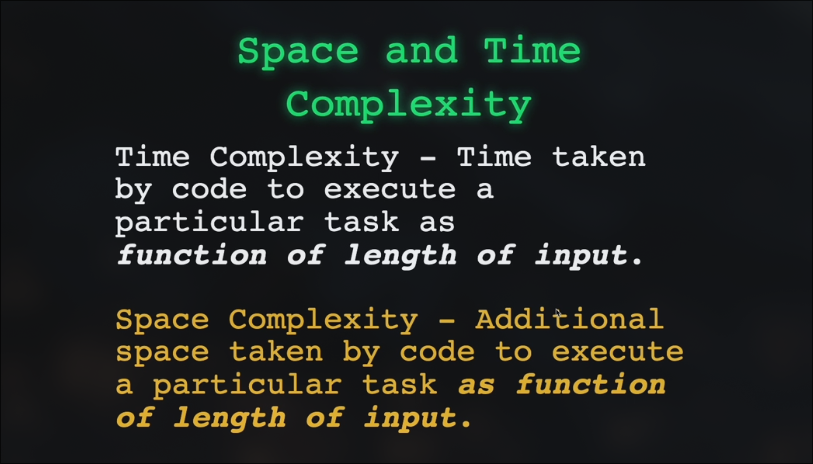 Space and Time
Complexity
Time Complexity – Time taken
by code to execute a
particular task as
function of length of input.
Space Complexity – Additional
space taken by code to execute
a particular task as function
of length of input.